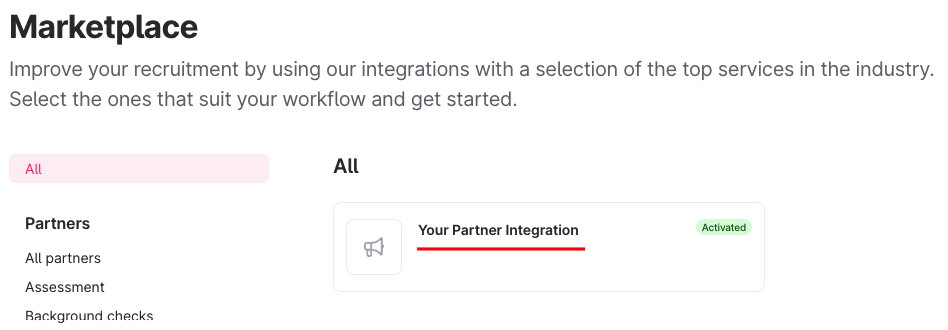 Marketplace
Improve your recruitment by using our integrations with a selection of the top services in the industry.
Select the ones that suit your workflow and get started.
All
All
Partners
Your Partner Integration
Activated
All partners
Assessment
Background checks